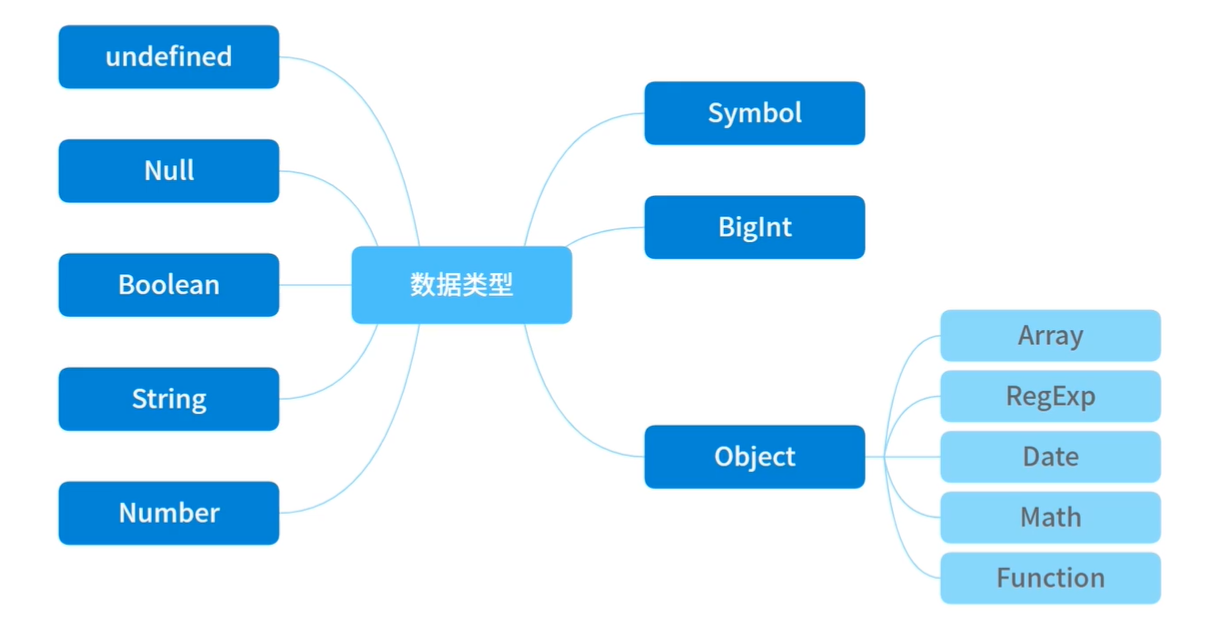 undefined
Null
Boolean
String
Number
数据类型
Symbol
BigInt
Object
Array
RegExp
Date
Math
Function